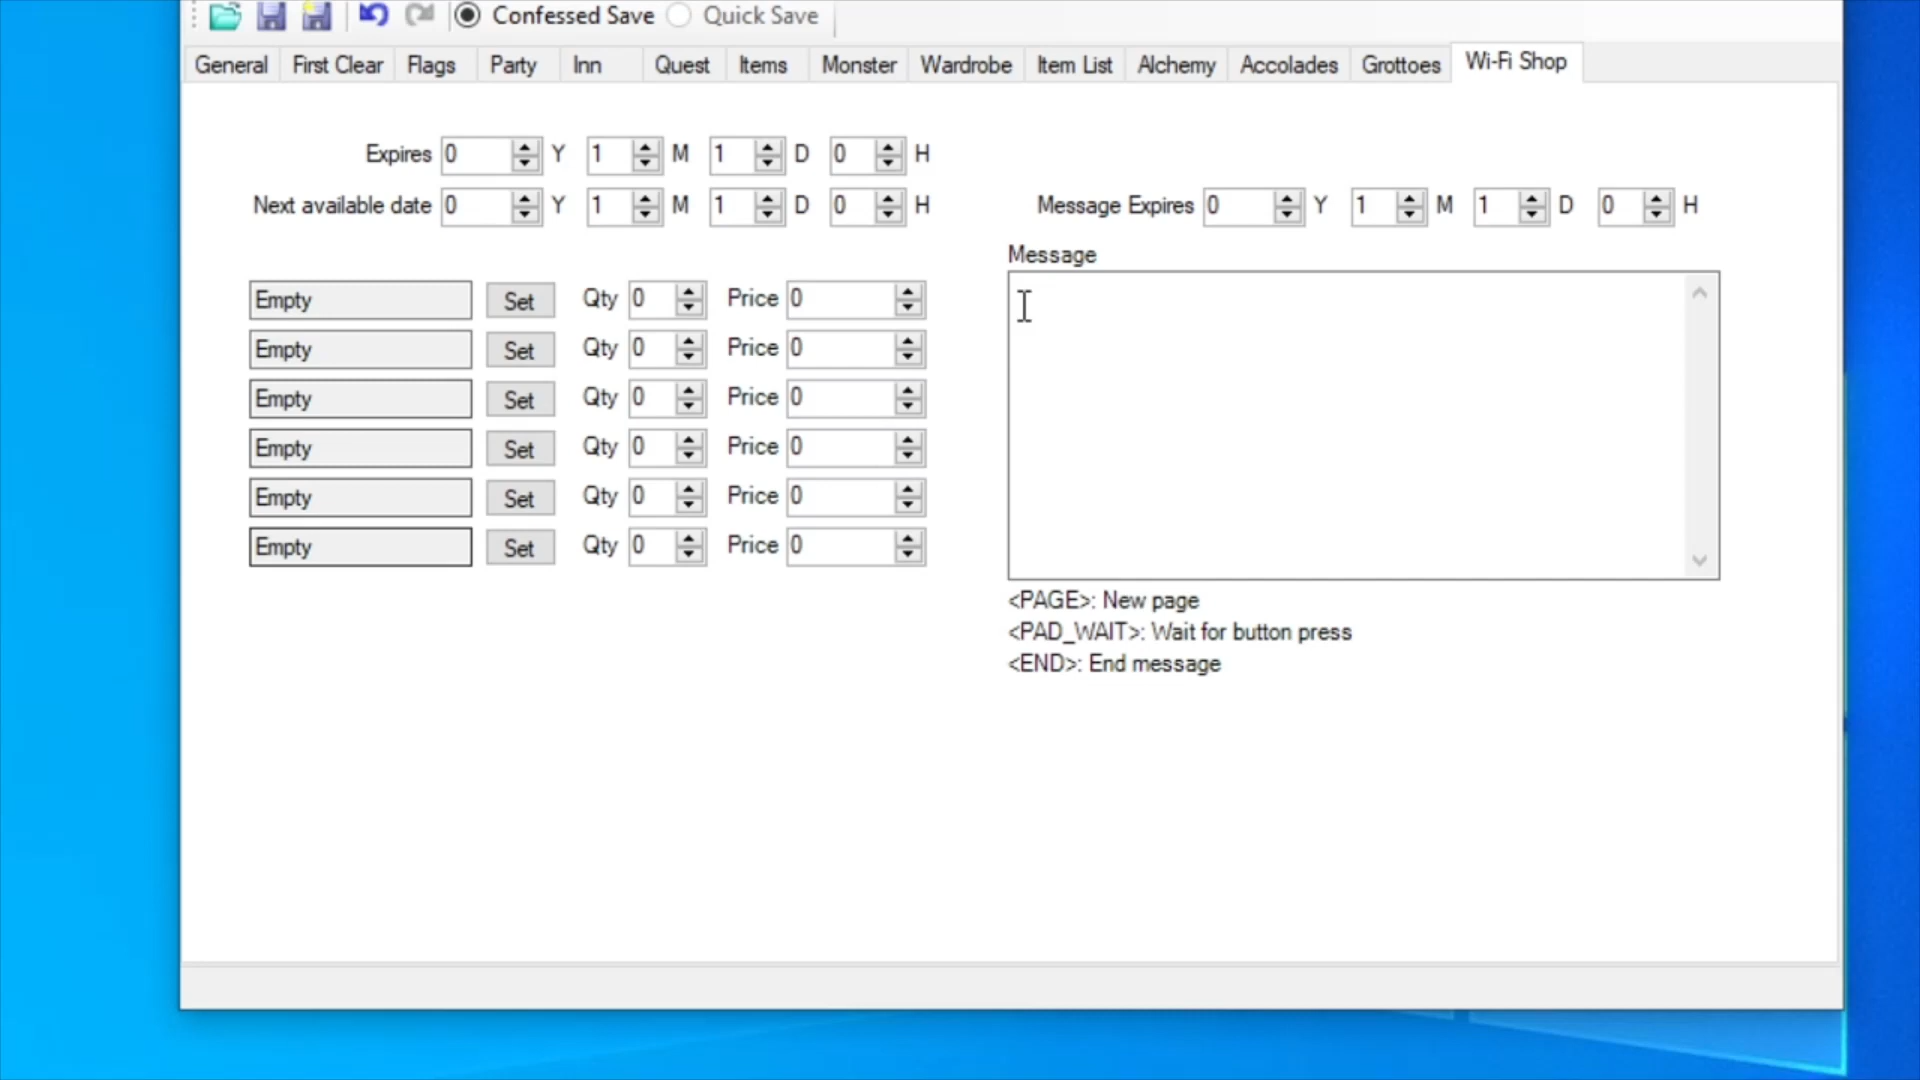 Confessed Save Quick Save
General First Clear Flags Party Inn Quest Items Monster Wardrobe Item List Alchemy Accolades Grottoes Wi-Fi Shop
Expires 0 Y 1 M 1 D 0 H
Next available date 0 Y 1 M 1 D 0 H
Message Expires 0 Y 1 M 1 D 0 H
Message
Empty Set Qty 0 Price 0
Empty Set Qty 0 Price 0
Empty Set Qty 0 Price 0
Empty Set Qty 0 Price 0
Empty Set Qty 0 Price 0
Empty Set Qty 0 Price 0
<PAGE>: New page
<PAD_WAIT>: Wait for button press
<END>: End message